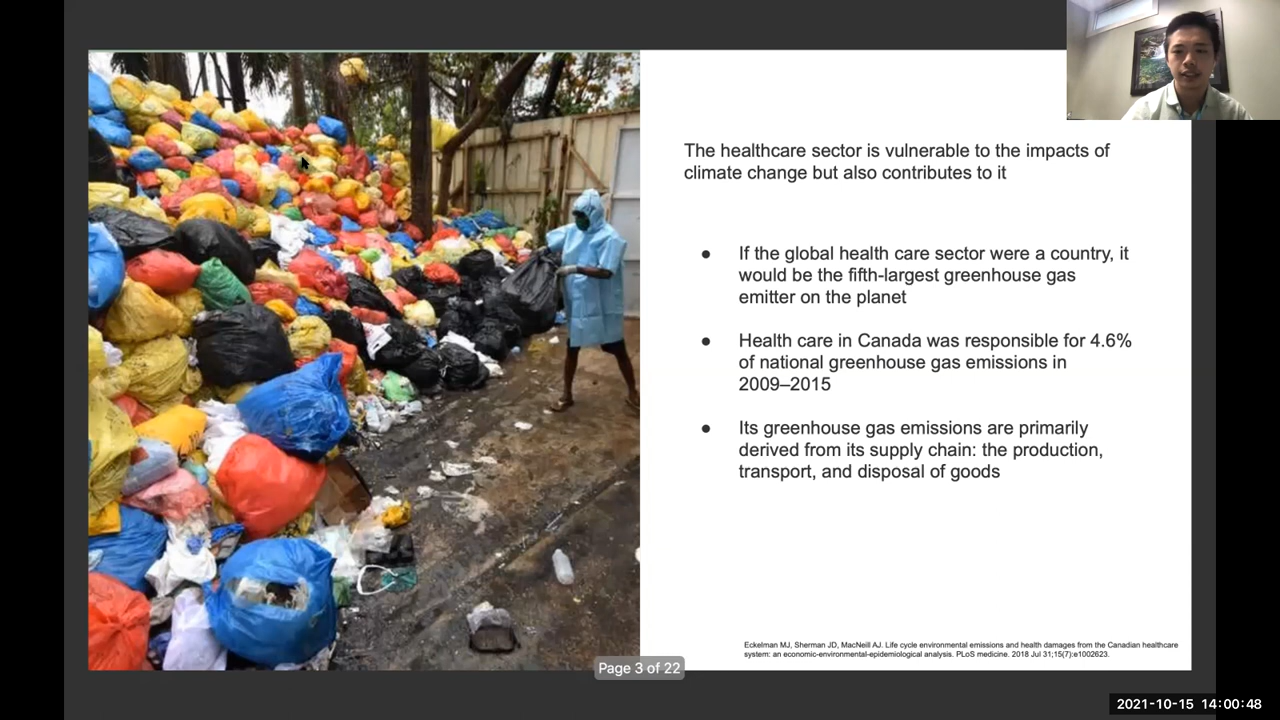 The healthcare sector is vulnerable to the impacts of
climate change but also contributes to it
● If the global health care sector were a country, it
would be the fifth-largest greenhouse gas
emitter on the planet
● Health care in Canada was responsible for 4.6%
of national greenhouse gas emissions in
2009–2015
● Its greenhouse gas emissions are primarily
derived from its supply chain: the production,
transport, and disposal of goods
Eckelman MJ, Sherman JD, MacNeill AJ. Life cycle environmental emissions and health damages from the Canadian healthcare
system: an economic-environmental-epidemiological analysis. PLoS medicine. 2018 Jul 31;15(7):e1002623.
Page 3 of 22
2021-10-15 14:00:48